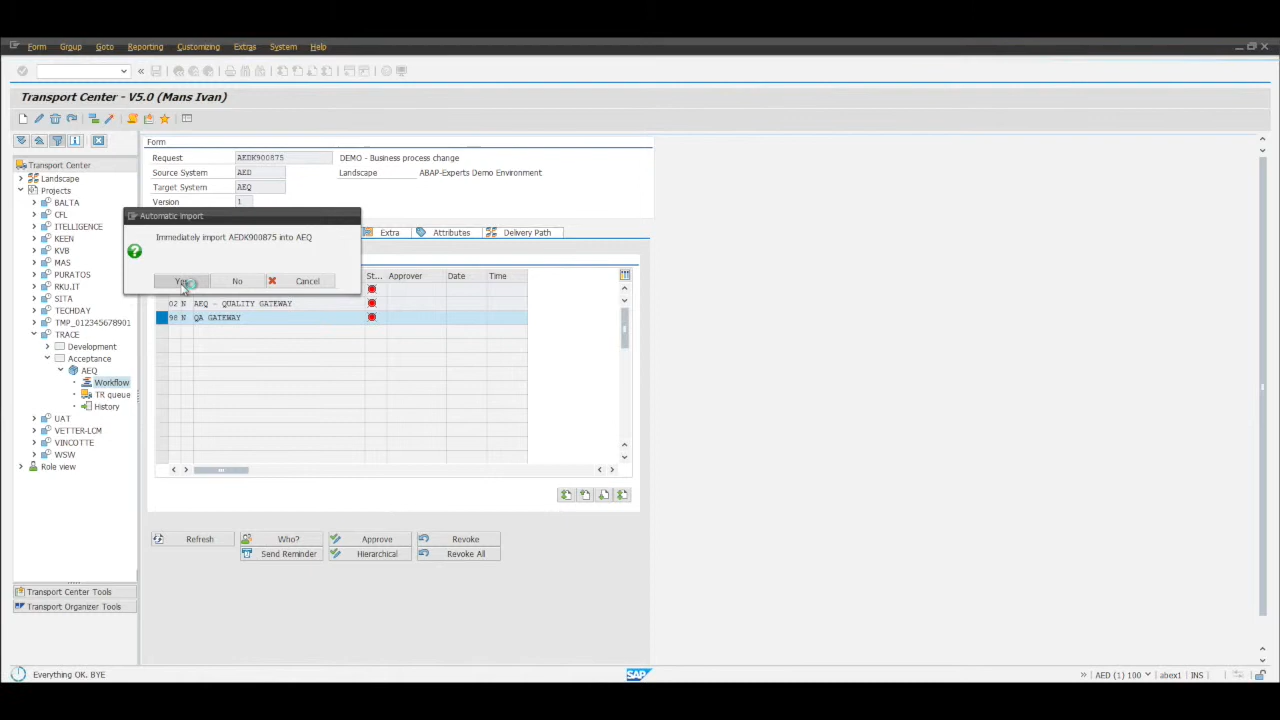 Form Group Goto Reporting Customizing Extras System Help
Transport Center - V5.0 (Mans Ivan)
Transport Center
Landscape
Projects
BALTA
CFL
ITELLIGENCE
KEEN
KVB
MAS
PURATOS
RKU.IT
SITA
TECHDAY
TMP_012345678901
TRACE
Development
Acceptance
AEQ
Workflow
TR queue
History
UAT
VETTER-LCM
VINCOTTE
WSW
Role view
Transport Center Tools
Transport Organizer Tools
Form
Request AEDK900875 DEMO - Business process change
Source System AED Landscape ABAP-Experts Demo Environment
Target System AEQ
Version 1
Automatic Import
Immediately import AEDK900875 into AEQ
Yes No Cancel
Extra Attributes Delivery Path
St... Approver Date Time
02 N AEQ - QUALITY GATEWAY
98 N QA GATEWAY
Refresh Who? Approve Revoke
Send Reminder Hierarchical Revoke All
Everything OK, BYE
SAP
AED (1) 100 abex1 INS